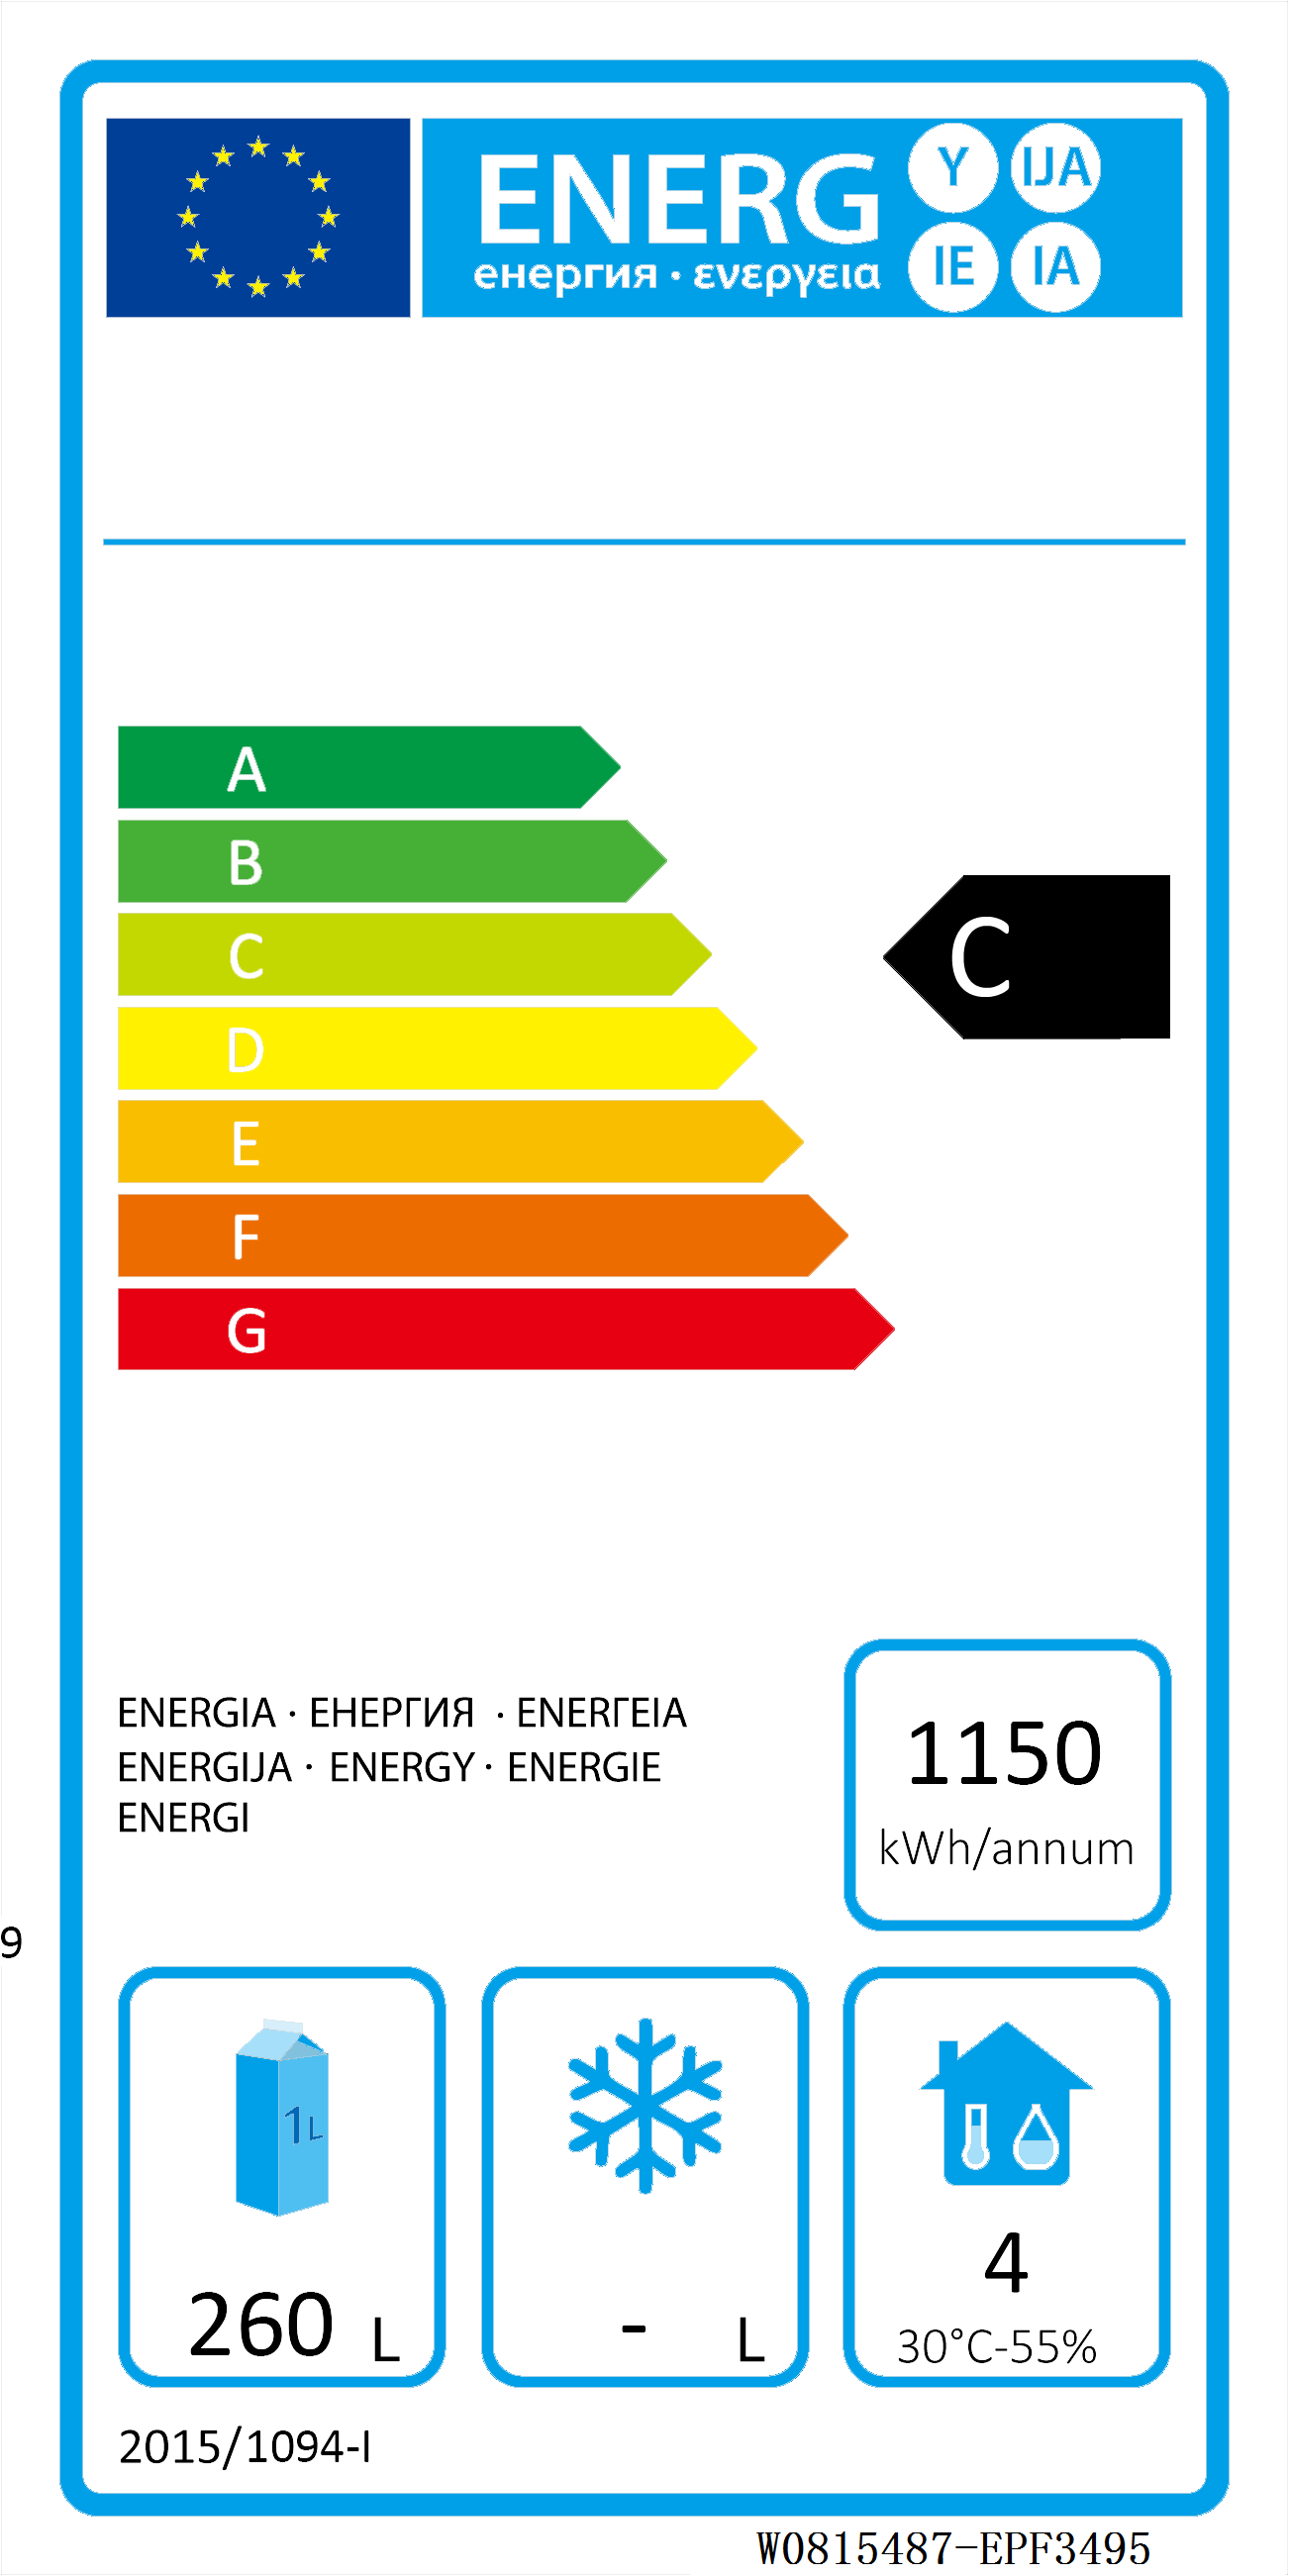 ENERG Y IJA
енергия · ενεργεια IE IA
A
B
C
C
D
E
F
G
ENERGIA · ЕНЕРГИЯ · ENERГEIA
ENERGIJA · ENERGY · ENERGIE
ENERGI
1150
kWh/annum
9
1L
260 L
- L
4
30°C-55%
2015/1094-I
W0815487-EPF3495